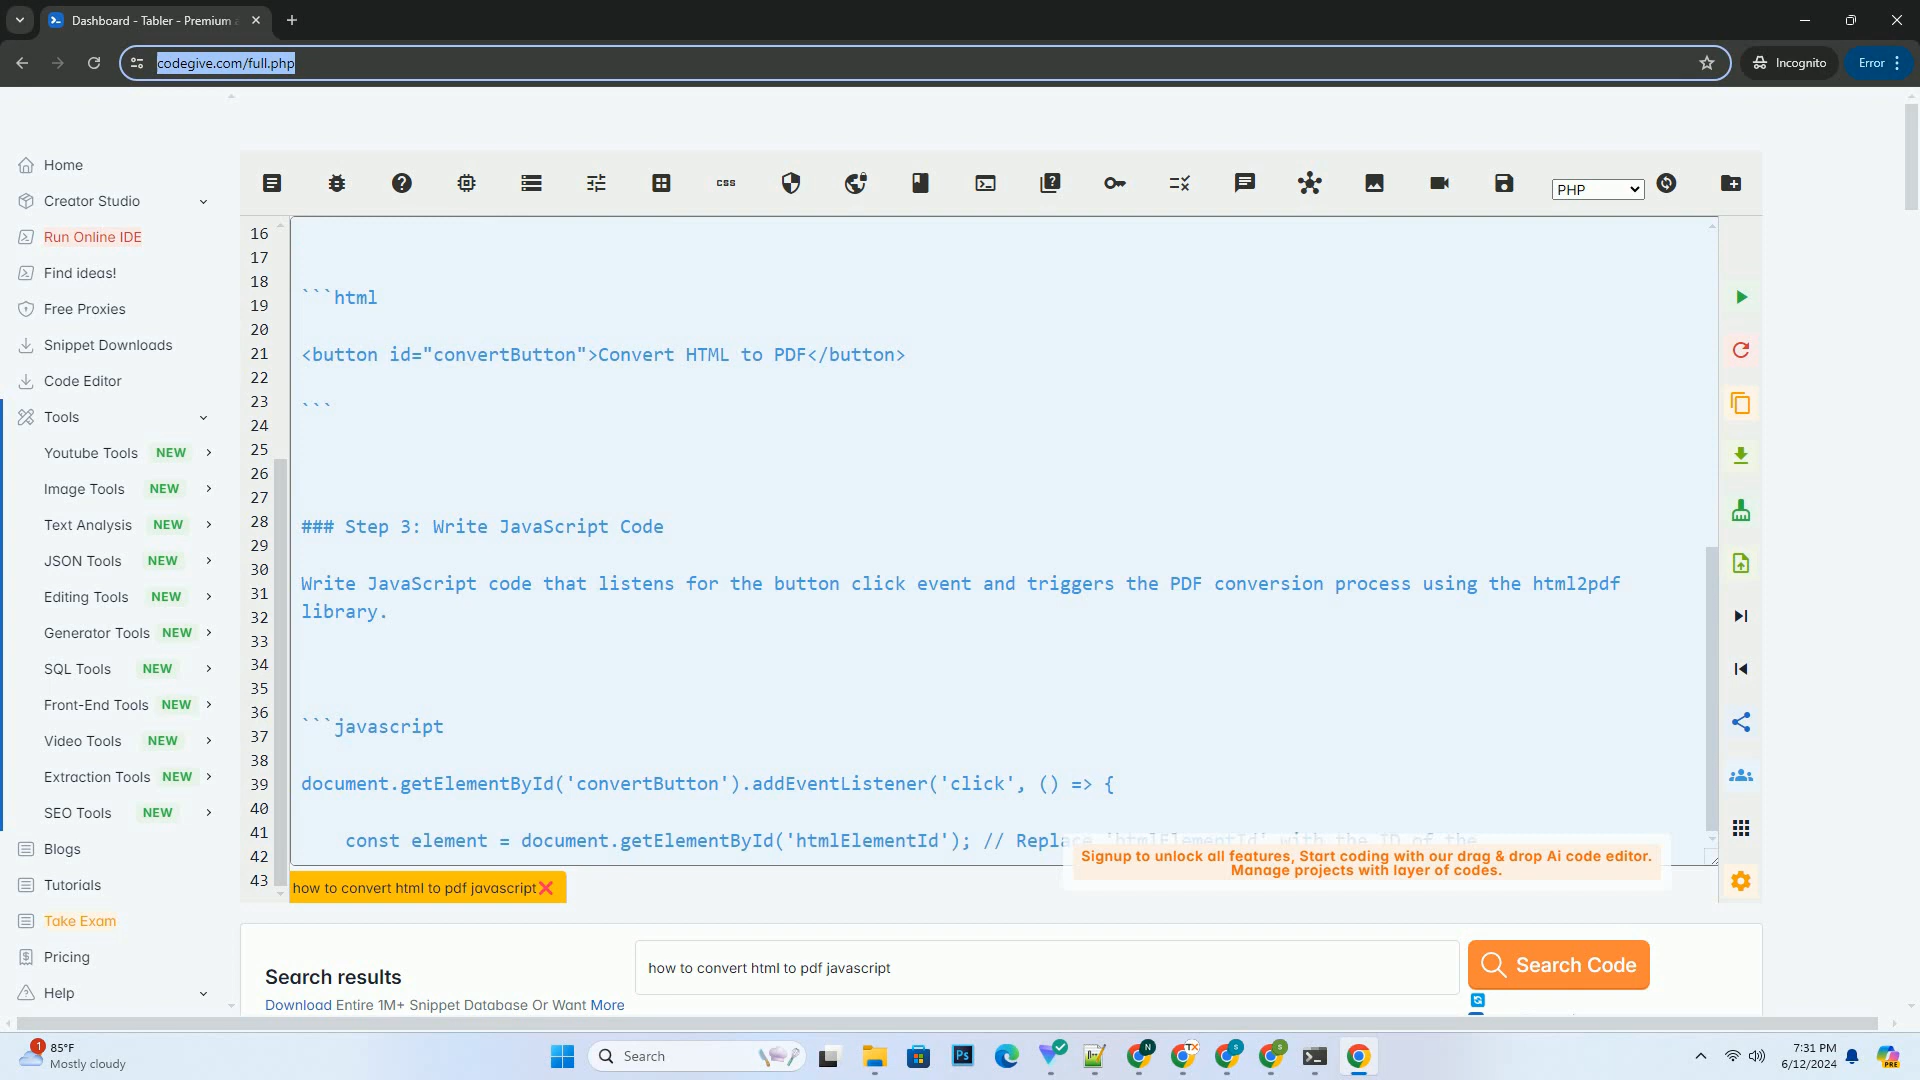 Dashboard - Tabler - Premium
codegive.com/full.php
Incognito
Error
Home
Creator Studio
Run Online IDE
Find ideas!
Free Proxies
Snippet Downloads
Code Editor
Tools
Youtube Tools NEW
Image Tools NEW
Text Analysis NEW
JSON Tools NEW
Editing Tools NEW
Generator Tools NEW
SQL Tools NEW
Front-End Tools NEW
Video Tools NEW
Extraction Tools NEW
SEO Tools NEW
Blogs
Tutorials
Take Exam
Pricing
Help
css
PHP
16
17
18
19
20
21
22
23
24
25
26
27
28
29
30
31
32
33
34
35
36
37
38
39
40
41
42
43
```html
<button id="convertButton">Convert HTML to PDF</button>
```
### Step 3: Write JavaScript Code
Write JavaScript code that listens for the button click event and triggers the PDF conversion process using the html2pdf
library.
```javascript
document.getElementById('convertButton').addEventListener('click', () => {
const element = document.getElementById('htmlElementId'); // Replace 'htmlElementId' with the ID of the
Signup to unlock all features, Start coding with our drag & drop Ai code editor.
Manage projects with layer of codes.
how to convert html to pdf javascript
Search results
Download Entire 1M+ Snippet Database Or Want More
how to convert html to pdf javascript
Search Code
1
85°F
Mostly cloudy
Search
Ps
N
TX
S
S
7:31 PM
6/12/2024
PRE